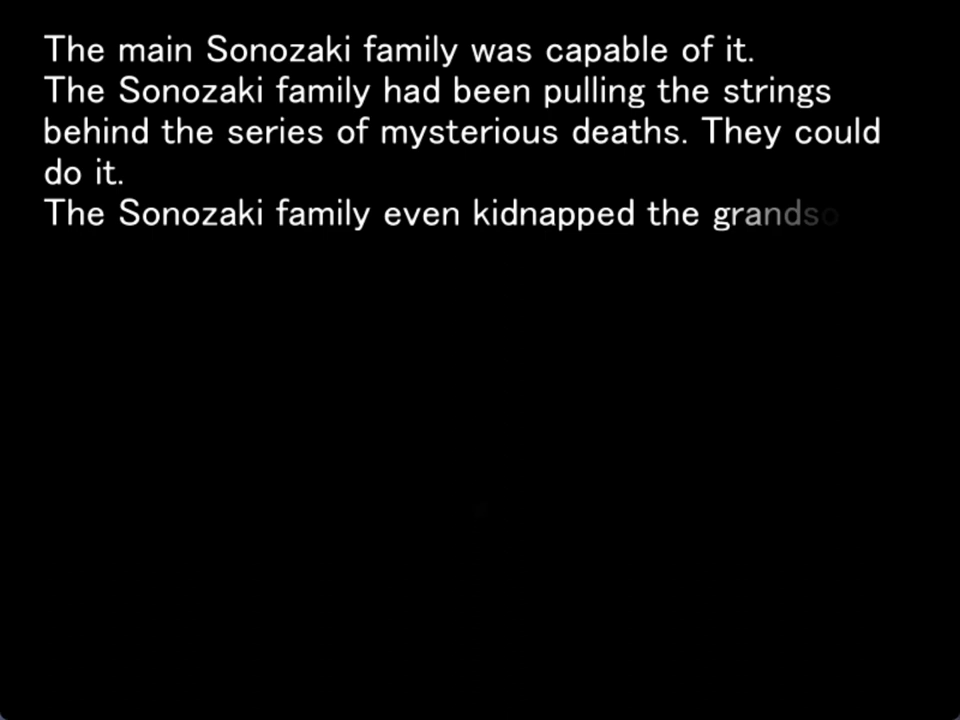 The main Sonozaki family was capable of it.
The Sonozaki family had been pulling the strings
behind the series of mysterious deaths. They could
do it.
The Sonozaki family even kidnapped the grandso